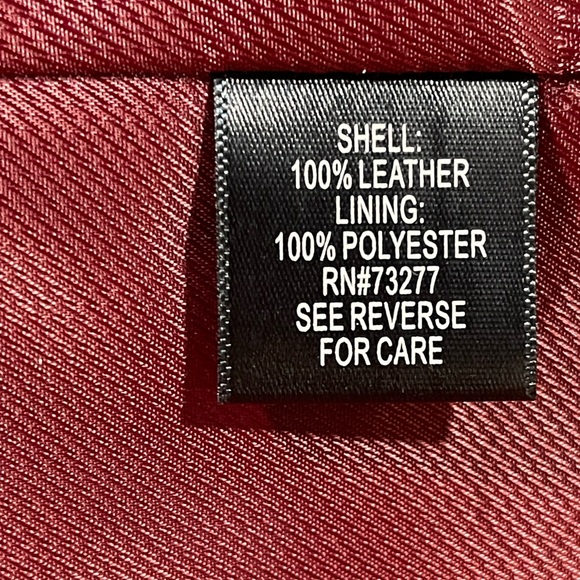 SHELL:
100% LEATHER
LINING:
100% POLYESTER
RN#73277
SEE REVERSE
FOR CARE